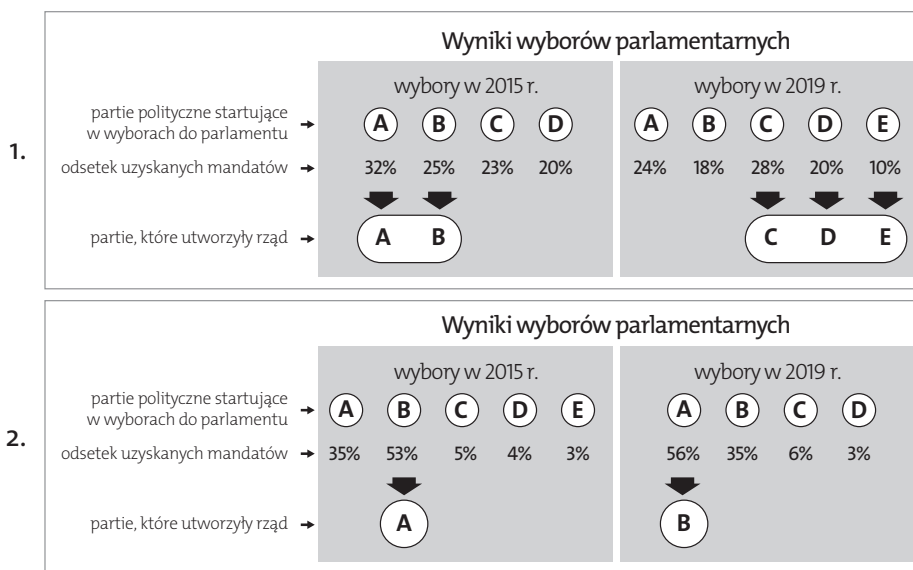 1.
Wyniki wyborów parlamentarnych
wybory w 2015 r.
wybory w 2019 r.
partie polityczne startujące
w wyborach do parlamentu
A B C D
A B C D E
odsetek uzyskanych mandatów
32% 25% 23% 20%
24% 18% 28% 20% 10%
partie, które utworzyły rząd
A B
C D E
2.
Wyniki wyborów parlamentarnych
wybory w 2015 r.
wybory w 2019 r.
partie polityczne startujące
w wyborach do parlamentu
A B C D E
A B C D
odsetek uzyskanych mandatów
35% 53% 5% 4% 3%
56% 35% 6% 3%
partie, które utworzyły rząd
A
B